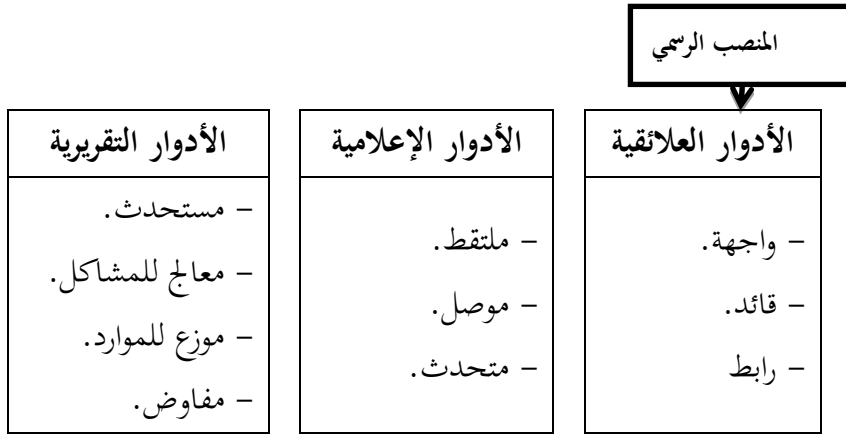 المنصب الرسمي
الأدوار العلائقية
– واجهة.
– قائد.
– رابط
الأدوار الإعلامية
– ملتقط.
– موصل.
– متحدث.
الأدوار التقريرية
– مستحدث.
– معالج للمشاكل.
– موزع للموارد.
– مفاوض.